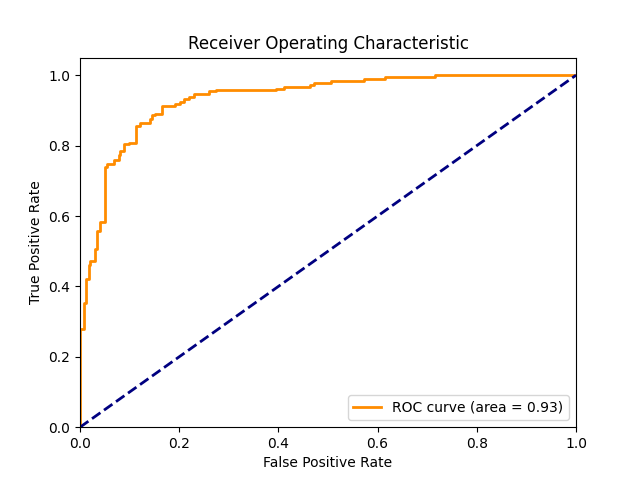 Receiver Operating Characteristic
True Positive Rate
1.0
0.8
0.6
0.4
0.2
0.0
ROC curve (area = 0.93)
0.0 0.2 0.4 0.6 0.8 1.0
False Positive Rate